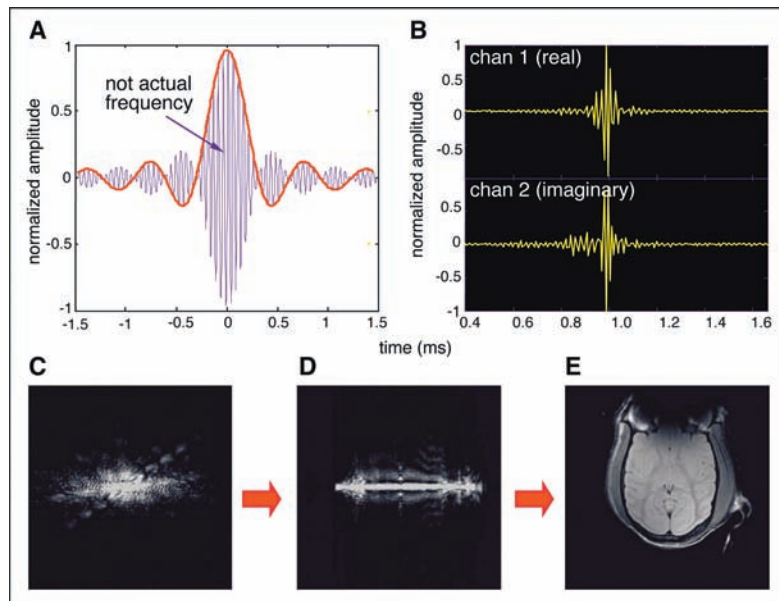 A
B
1
0.5
0
-0.5
-1
normalized amplitude
not actual
frequency
-1.5
-1
-0.5
0
0.5
1
1.5
1
0.5
0
-0.5
chan 1 (real)
chan 2 (imaginary)
0.5
0
-0.5
-1
normalized amplitude
0.4
0.6
0.8
1.0
1.2
1.4
1.6
time (ms)
C
D
E